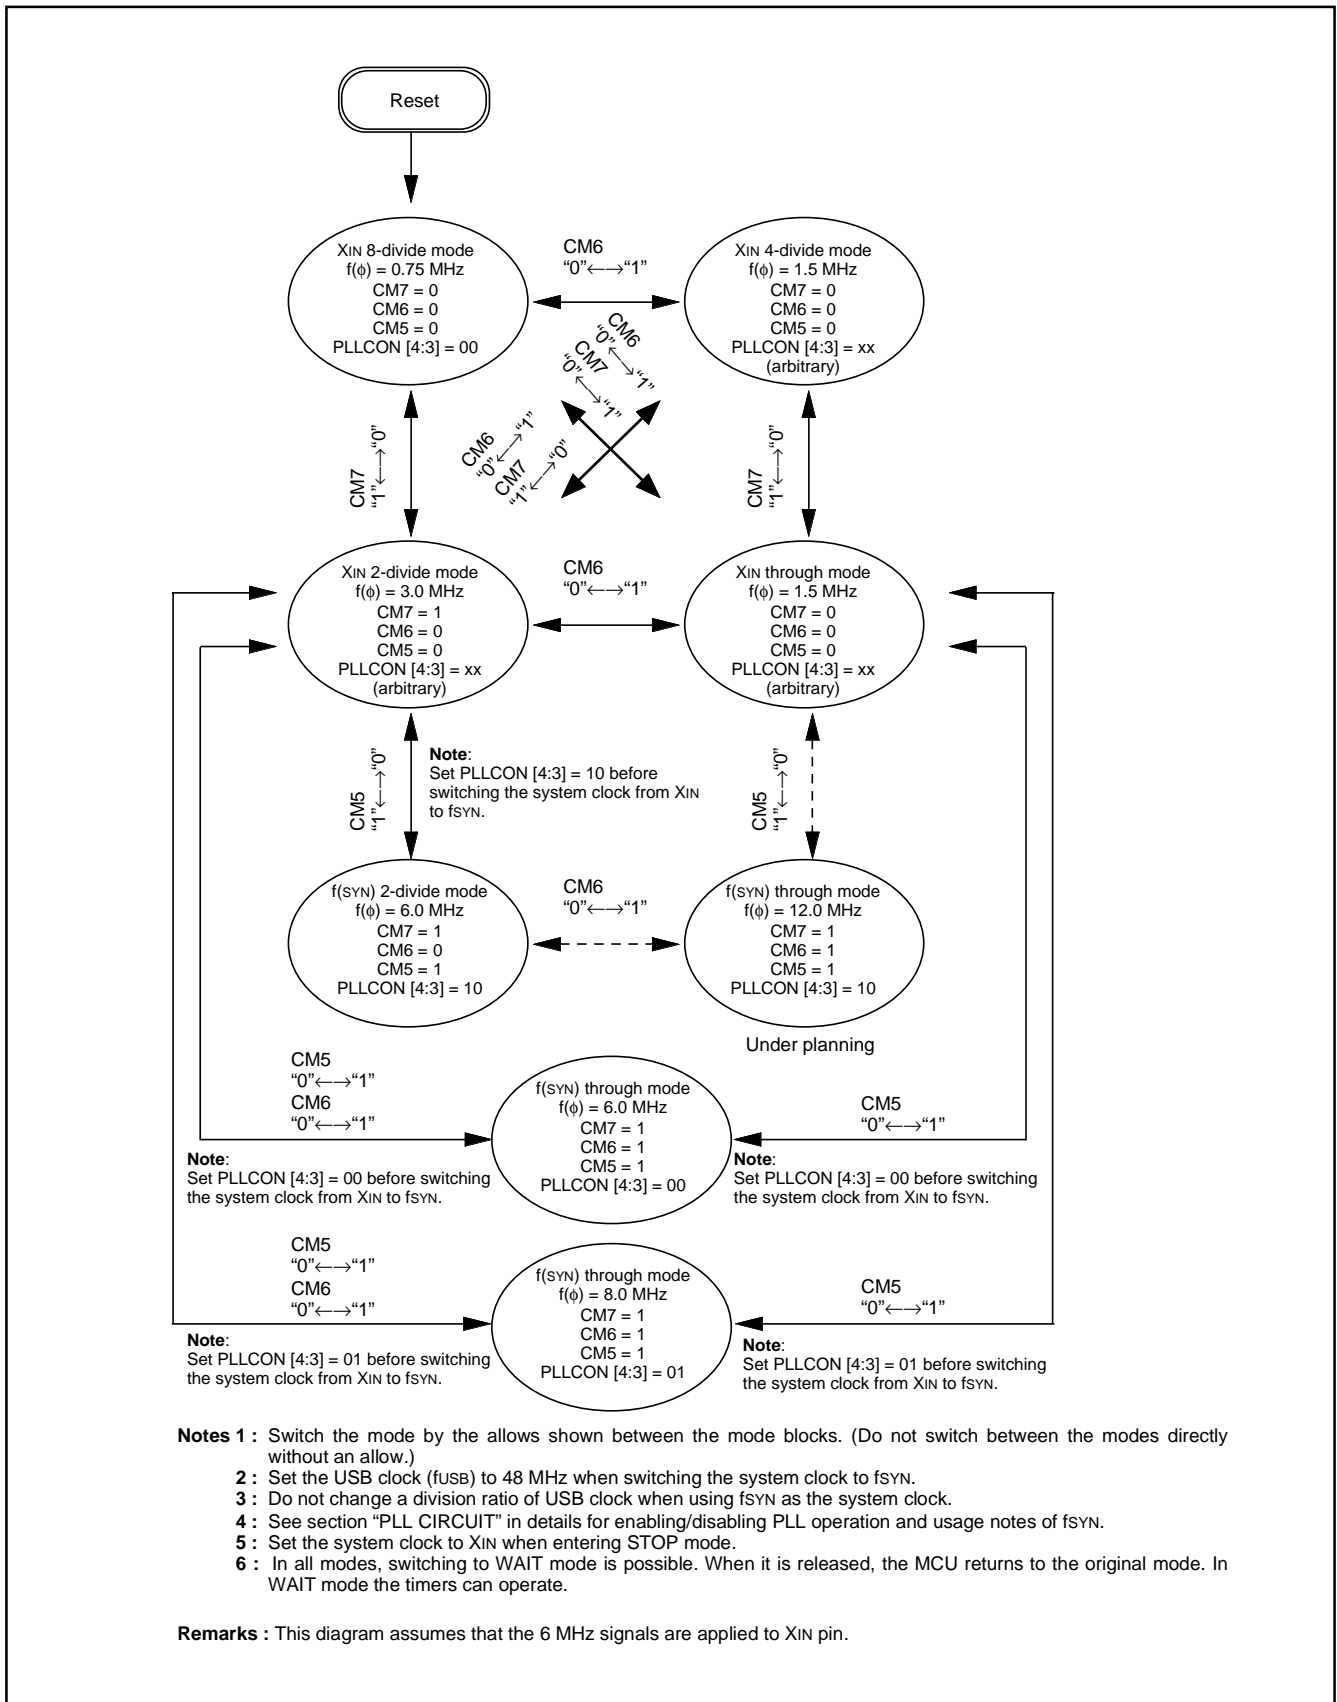 Reset
XIN 8-divide mode
f(ϕ) = 0.75 MHz
CM7 = 0
CM6 = 0
CM5 = 0
PLLCON [4:3] = 00
CM6
“0”←→“1”
XIN 4-divide mode
f(ϕ) = 1.5 MHz
CM7 = 0
CM6 = 0
CM5 = 0
PLLCON [4:3] = xx
(arbitrary)
CM6
“0”←→“1”
CM7
“0”←→“1”
CM6
“0”←→“1”
CM7
“1”←→“0”
CM7
“1”←→“0”
CM7
“1”←→“0”
XIN 2-divide mode
f(ϕ) = 3.0 MHz
CM7 = 1
CM6 = 0
CM5 = 0
PLLCON [4:3] = xx
(arbitrary)
CM6
“0”←→“1”
XIN through mode
f(ϕ) = 1.5 MHz
CM7 = 0
CM6 = 0
CM5 = 0
PLLCON [4:3] = xx
(arbitrary)
CM5
“1”←→“0”
Note:
Set PLLCON [4:3] = 10 before
switching the system clock from XIN
to fSYN.
CM5
“1”←→“0”
f(SYN) 2-divide mode
f(ϕ) = 6.0 MHz
CM7 = 1
CM6 = 0
CM5 = 1
PLLCON [4:3] = 10
CM6
“0”←→“1”
f(SYN) through mode
f(ϕ) = 12.0 MHz
CM7 = 1
CM6 = 1
CM5 = 1
PLLCON [4:3] = 10
Under planning
CM5
“0”←→“1”
CM6
“0”←→“1”
f(SYN) through mode
f(ϕ) = 6.0 MHz
CM7 = 1
CM6 = 1
CM5 = 1
PLLCON [4:3] = 00
CM5
“0”←→“1”
Note:
Set PLLCON [4:3] = 00 before switching
the system clock from XIN to fSYN.
Note:
Set PLLCON [4:3] = 00 before switching
the system clock from XIN to fSYN.
CM5
“0”←→“1”
CM6
“0”←→“1”
f(SYN) through mode
f(ϕ) = 8.0 MHz
CM7 = 1
CM6 = 1
CM5 = 1
PLLCON [4:3] = 01
CM5
“0”←→“1”
Note:
Set PLLCON [4:3] = 01 before switching
the system clock from XIN to fSYN.
Note:
Set PLLCON [4:3] = 01 before switching
the system clock from XIN to fSYN.
Notes 1 : Switch the mode by the allows shown between the mode blocks. (Do not switch between the modes directly
without an allow.)
2 : Set the USB clock (fUSB) to 48 MHz when switching the system clock to fSYN.
3 : Do not change a division ratio of USB clock when using fSYN as the system clock.
4 : See section “PLL CIRCUIT” in details for enabling/disabling PLL operation and usage notes of fSYN.
5 : Set the system clock to XIN when entering STOP mode.
6 : In all modes, switching to WAIT mode is possible. When it is released, the MCU returns to the original mode. In
WAIT mode the timers can operate.
Remarks : This diagram assumes that the 6 MHz signals are applied to XIN pin.